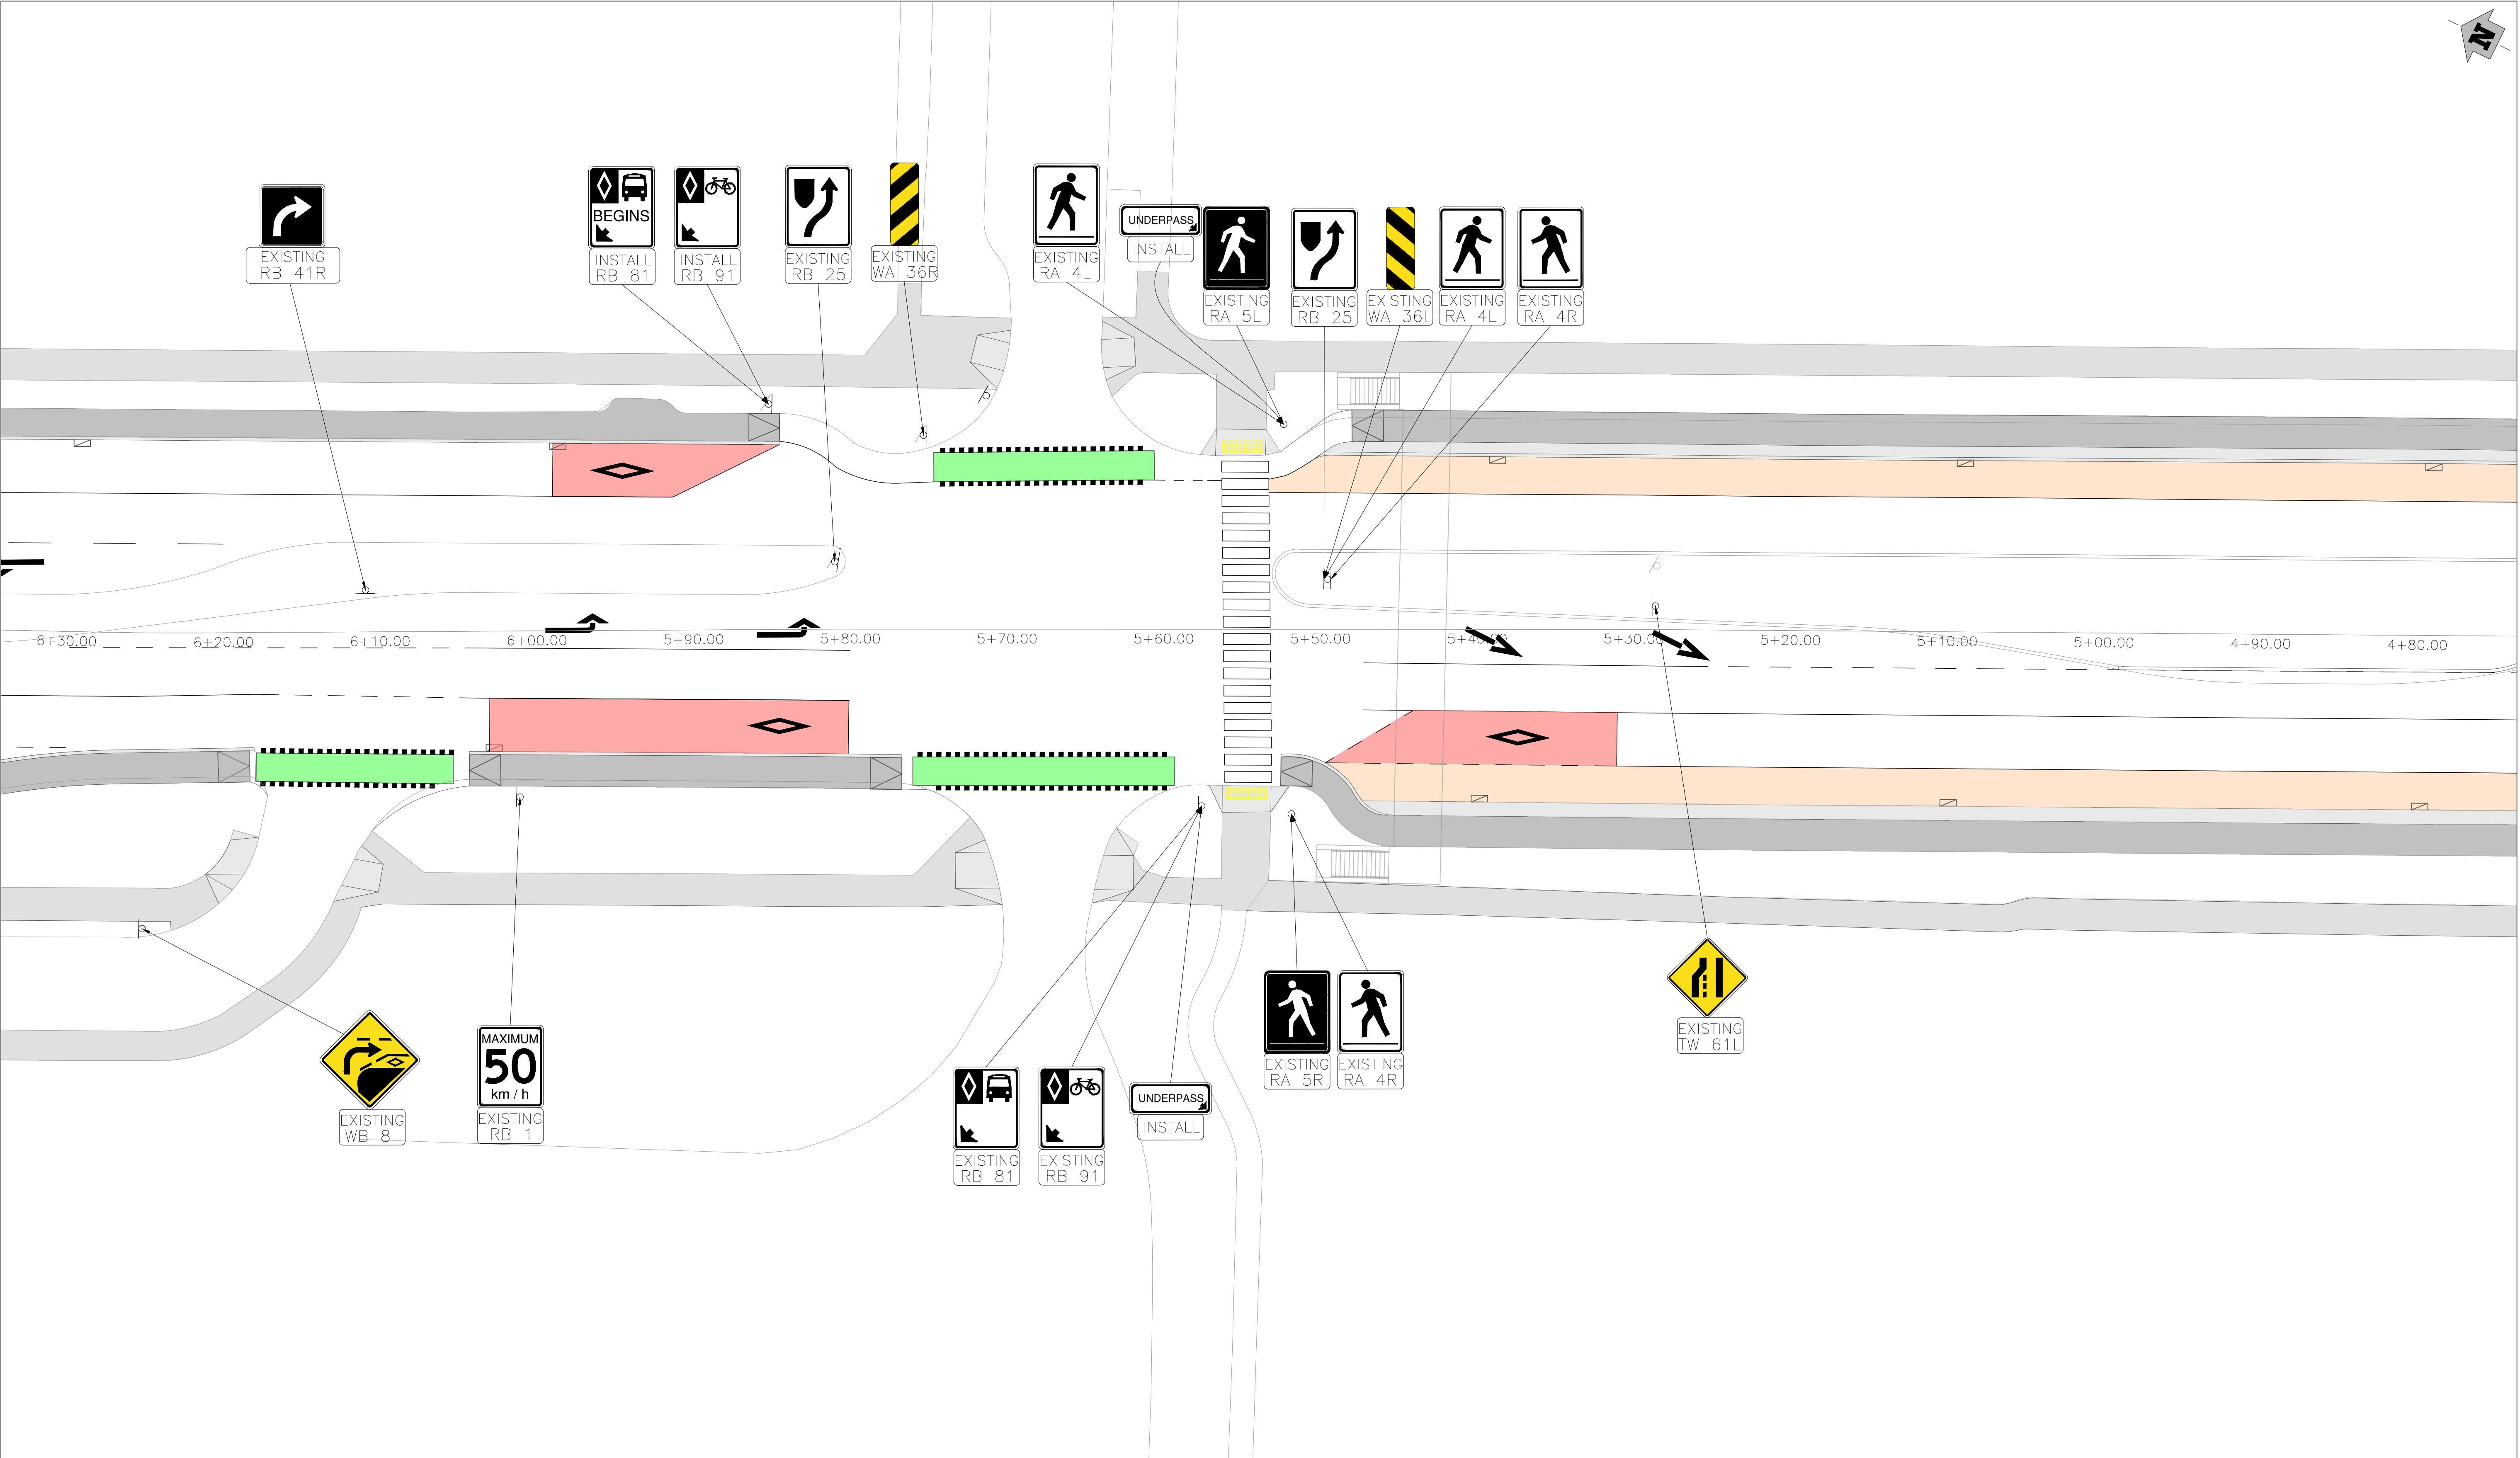 N
EXISTING
RB 41R
BEGINS
INSTALL
RB 81
INSTALL
RB 91
EXISTING
RB 25
EXISTING
WA 36R
EXISTING
RA 4L
UNDERPASS
INSTALL
EXISTING
RA 5L
EXISTING
RB 25
EXISTING
WA 36L
EXISTING
RA 4L
EXISTING
RA 4R
6+30.00
6+20.00
6+10.00
6+00.00
5+90.00
5+80.00
5+70.00
5+60.00
5+50.00
5+40.00
5+30.00
5+20.00
5+10.00
5+00.00
4+90.00
4+80.00
EXISTING
WB 8
MAXIMUM
50
km / h
EXISTING
RB 1
EXISTING
RB 81
EXISTING
RB 91
UNDERPASS
INSTALL
EXISTING
RA 5R
EXISTING
RA 4R
EXISTING
TW 61L